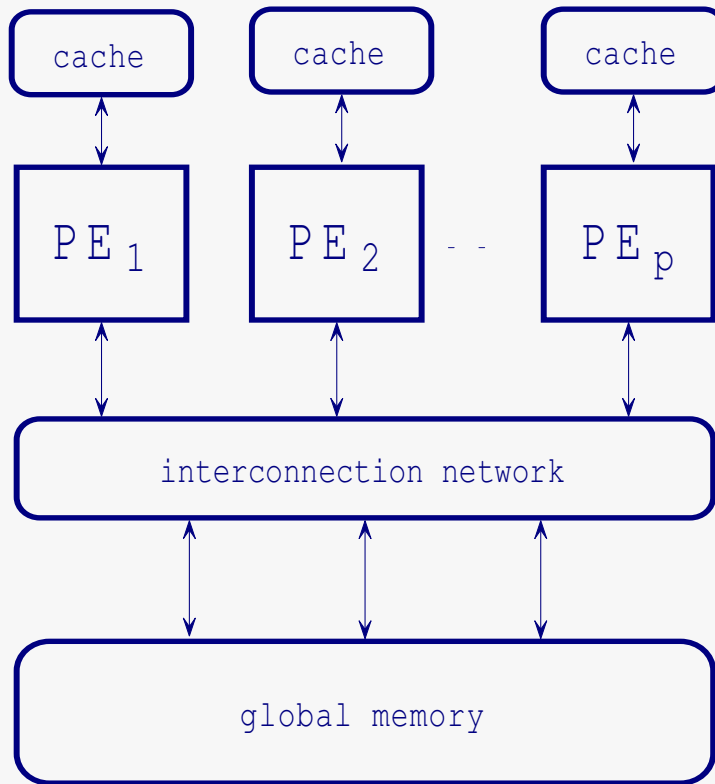 cache cache cache
PE1 PE2 - - PEp
interconnection network
global memory